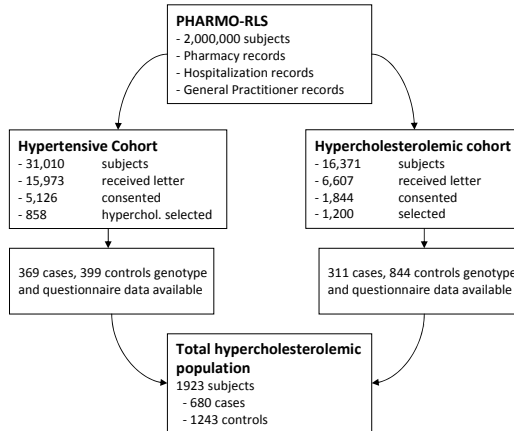 PHARMO-RLS
- 2,000,000 subjects
- Pharmacy records
- Hospitalization records
- General Practitioner records
Hypertensive Cohort
- 31,010 subjects
- 15,973 received letter
- 5,126 consented
- 858 hyperchol. selected
Hypercholesterolemic cohort
- 16,371 subjects
- 6,607 received letter
- 1,844 consented
- 1,200 selected
369 cases, 399 controls genotype
and questionnaire data available
311 cases, 844 controls genotype
and questionnaire data available
Total hypercholesterolemic
population
1923 subjects
- 680 cases
- 1243 controls